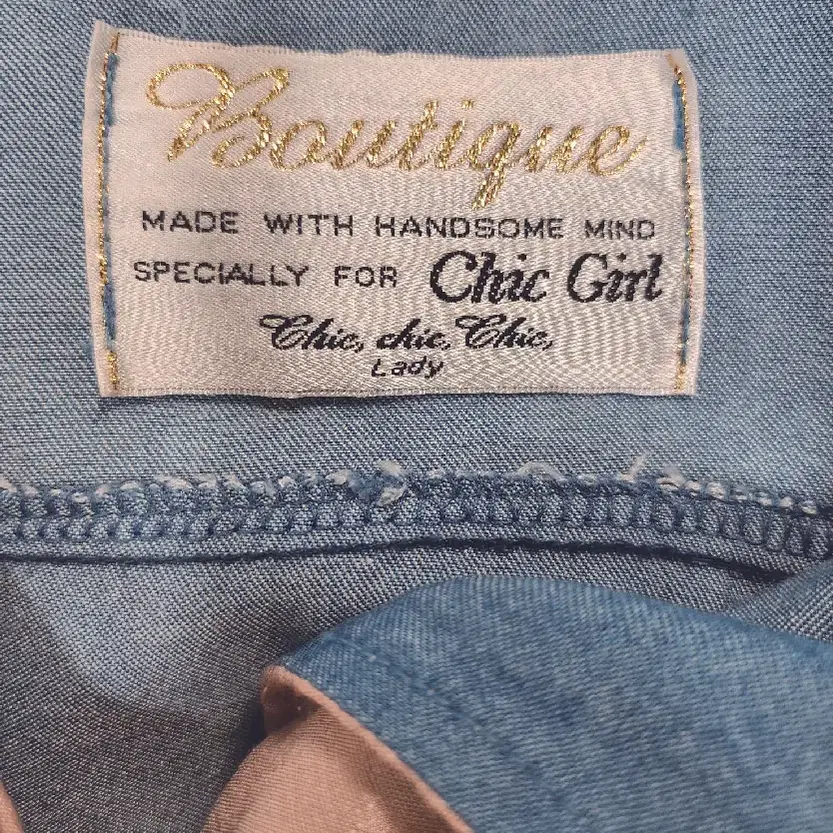 Boutique
MADE WITH HANDSOME MIND
SPECIALLY FOR Chic Girl
Chic, chic, Chic,
Lady